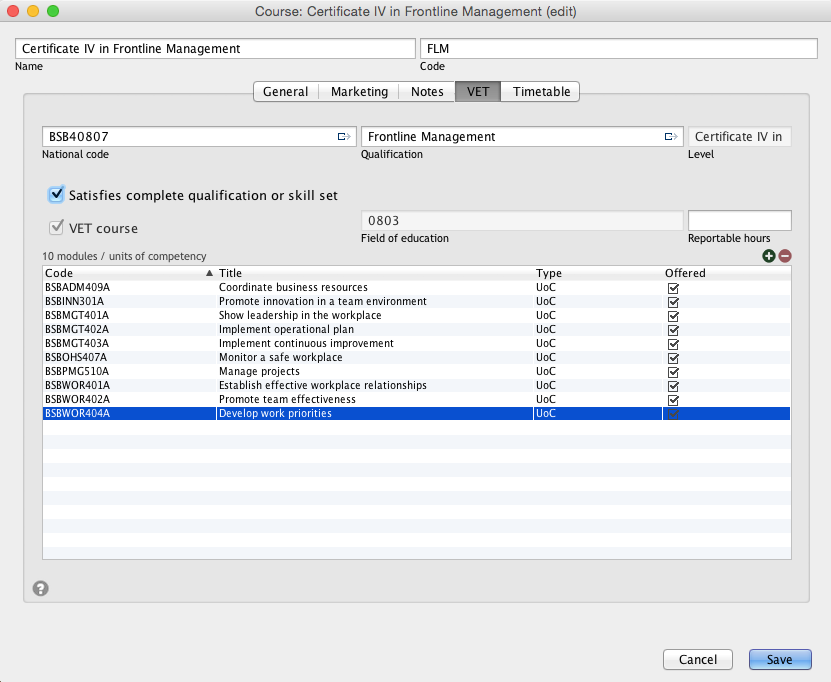 Course: Certificate IV in Frontline Management (edit)
Certificate IV in Frontline Management FLM
Name Code
General Marketing Notes VET Timetable
BSB40807 Frontline Management Certificate IV in
National code Qualification Level
Satisfies complete qualification or skill set
VET course 0803
Field of education Reportable hours
10 modules / units of competency
Code Title Type Offered
BSBADM409A Coordinate business resources UoC
BSBINN301A Promote innovation in a team environment UoC
BSBMGT401A Show leadership in the workplace UoC
BSBMGT402A Implement operational plan UoC
BSBMGT403A Implement continuous improvement UoC
BSBOHS407A Monitor a safe workplace UoC
BSBPMG510A Manage projects UoC
BSBWOR401A Establish effective workplace relationships UoC
BSBWOR402A Promote team effectiveness UoC
BSBWOR404A Develop work priorities UoC
?
Cancel Save